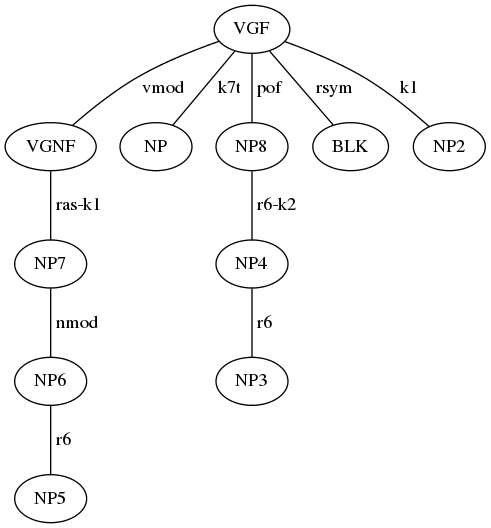 VGF
vmod k7t pof rsym k1
VGNF NP NP8 BLK NP2
ras-k1 r6-k2
NP7 NP4
nmod r6
NP6 NP3
r6
NP5